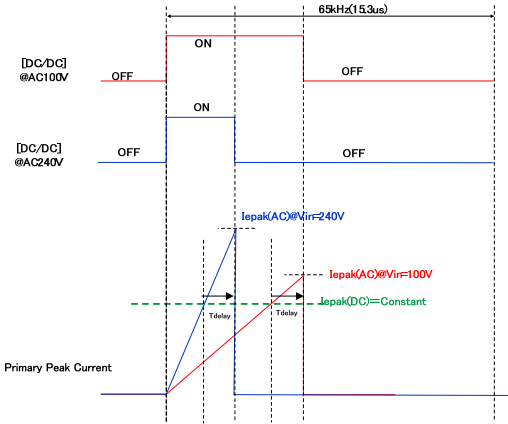 65kHz(15.3us)
ON
[DC/DC]
@AC100V
OFF
OFF
ON
[DC/DC]
@AC240V
OFF
OFF
Iepak(AC)@Vin=240V
Iepak(AC)@Vin=100V
Iepak(DC)=Constant
Tdelay
Tdelay
Primary Peak Current